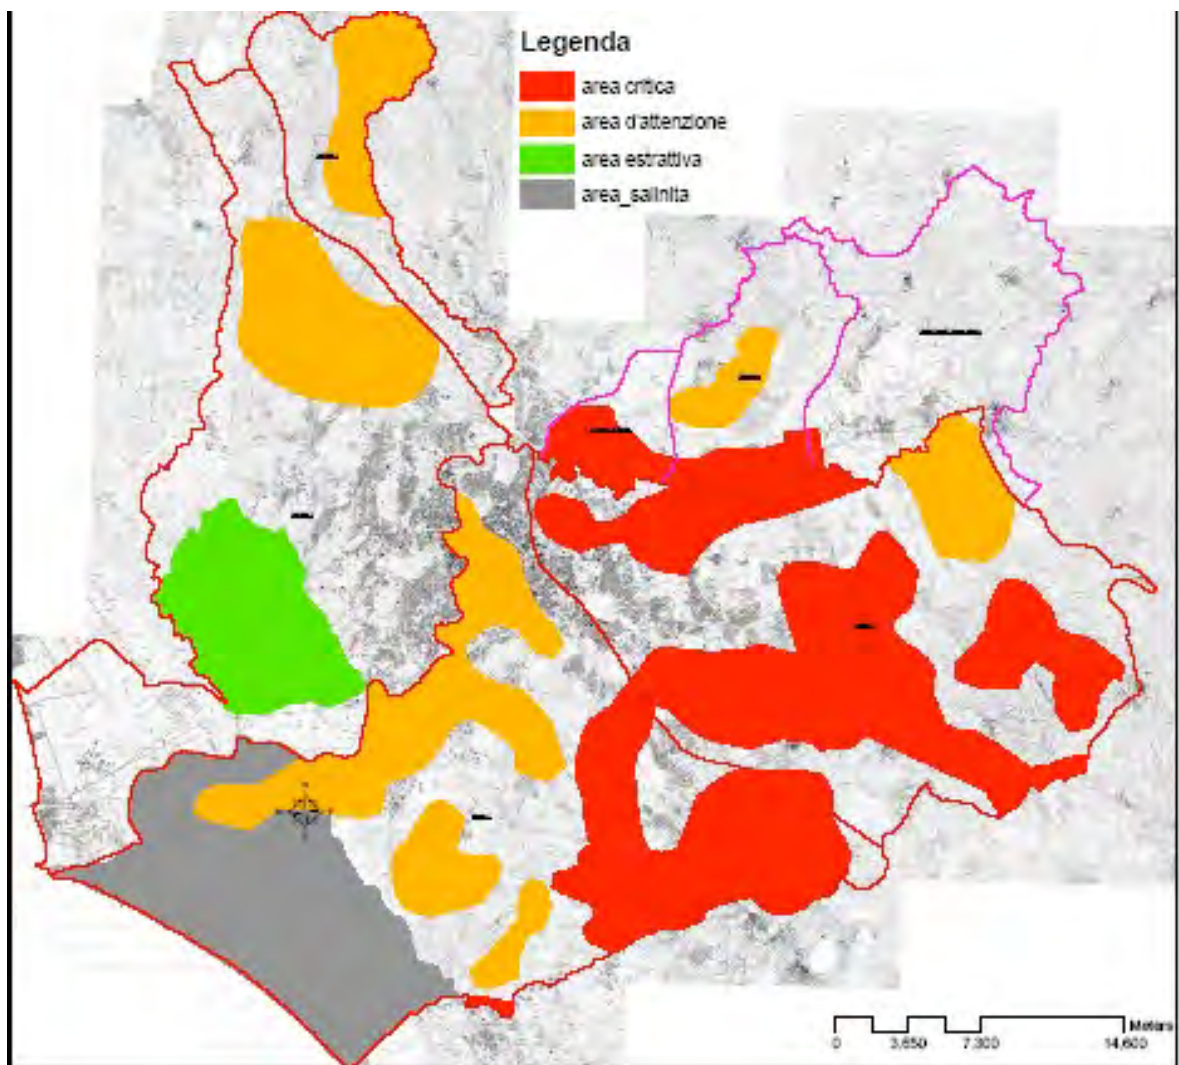 Legenda
area critica
area d'attenzione
area estrattiva
area_salinita
Meters
0 3,650 7,300 14,600